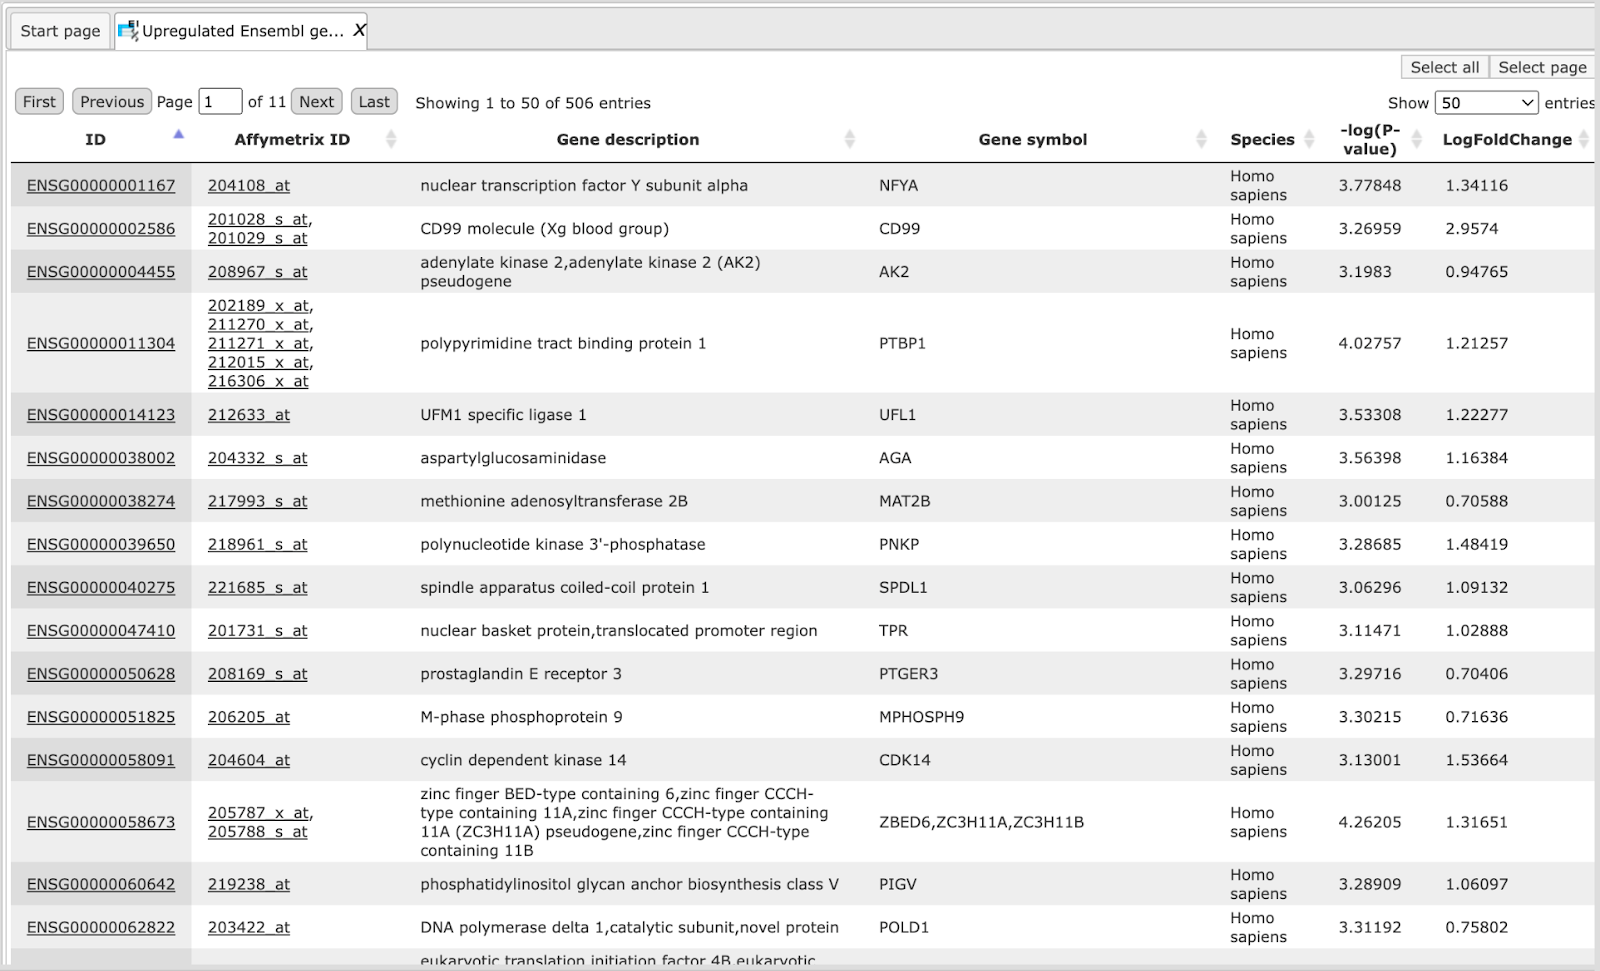 Start page
Upregulated Ensembl ge... X
Select all Select page
First Previous Page 1 of 11 Next Last Showing 1 to 50 of 506 entries
Show 50 entries
ID Affymetrix ID Gene description Gene symbol Species -log(P-value) LogFoldChange
ENSG00000001167 204108_at nuclear transcription factor Y subunit alpha NFYA Homo sapiens 3.77848 1.34116
ENSG00000002586 201028_s_at, 201029_s_at CD99 molecule (Xg blood group) CD99 Homo sapiens 3.26959 2.9574
ENSG00000004455 208967_s_at adenylate kinase 2,adenylate kinase 2 (AK2) pseudogene AK2 Homo sapiens 3.1983 0.94765
ENSG00000011304 202189_x_at, 211270_x_at, 211271_x_at, 212015_x_at, 216306_x_at polypyrimidine tract binding protein 1 PTBP1 Homo sapiens 4.02757 1.21257
ENSG00000014123 212633_at UFM1 specific ligase 1 UFL1 Homo sapiens 3.53308 1.22277
ENSG00000038002 204332_s_at aspartylglucosaminidase AGA Homo sapiens 3.56398 1.16384
ENSG00000038274 217993_s_at methionine adenosyltransferase 2B MAT2B Homo sapiens 3.00125 0.70588
ENSG00000039650 218961_s_at polynucleotide kinase 3'-phosphatase PNKP Homo sapiens 3.28685 1.48419
ENSG00000040275 221685_s_at spindle apparatus coiled-coil protein 1 SPDL1 Homo sapiens 3.06296 1.09132
ENSG00000047410 201731_s_at nuclear basket protein,translocated promoter region TPR Homo sapiens 3.11471 1.02888
ENSG00000050628 208169_s_at prostaglandin E receptor 3 PTGER3 Homo sapiens 3.29716 0.70406
ENSG00000051825 206205_at M-phase phosphoprotein 9 MPHOSPH9 Homo sapiens 3.30215 0.71636
ENSG00000058091 204604_at cyclin dependent kinase 14 CDK14 Homo sapiens 3.13001 1.53664
ENSG00000058673 205787_x_at, 205788_s_at zinc finger BED-type containing 6,zinc finger CCCH-type containing 11A,zinc finger CCCH-type containing 11A (ZC3H11A) pseudogene,zinc finger CCCH-type containing 11B ZBED6,ZC3H11A,ZC3H11B Homo sapiens 4.26205 1.31651
ENSG00000060642 219238_at phosphatidylinositol glycan anchor biosynthesis class V PIGV Homo sapiens 3.28909 1.06097
ENSG00000062822 203422_at DNA polymerase delta 1,catalytic subunit,novel protein POLD1 Homo sapiens 3.31192 0.75802
eukaryotic translation initiation factor 4B,eukaryotic